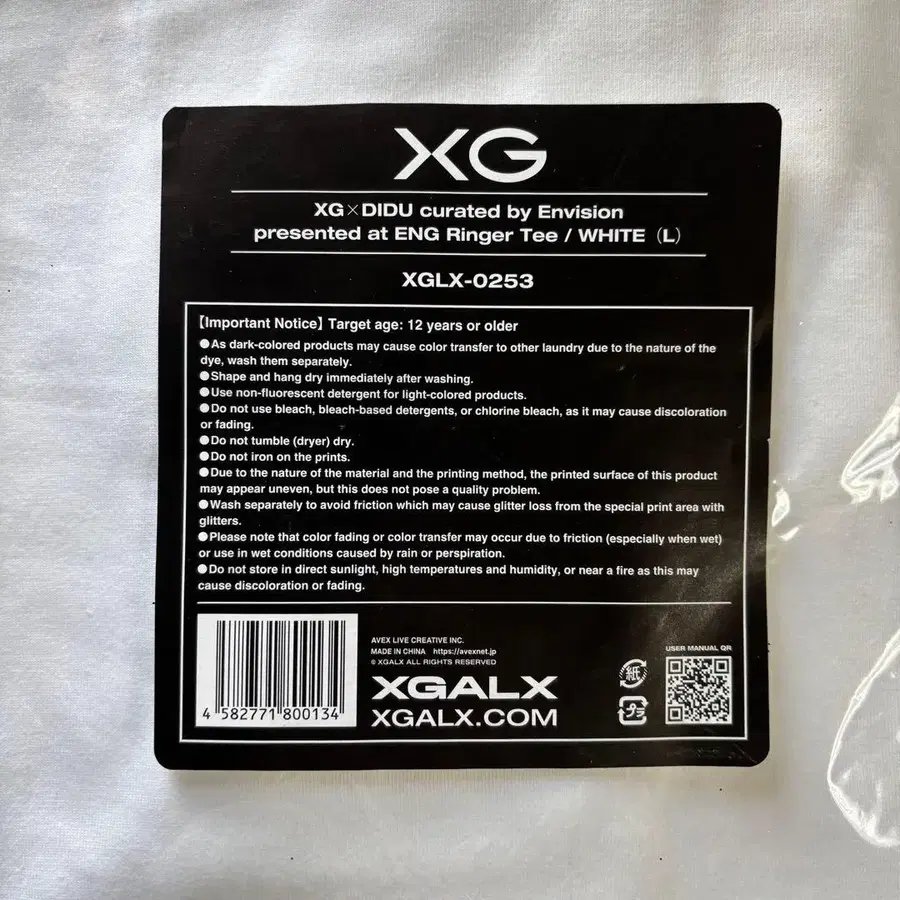 XG
XG×DIDU curated by Envision
presented at ENG Ringer Tee / WHITE（L）
XGLX-0253
【Important Notice】Target age: 12 years or older
●As dark-colored products may cause color transfer to other laundry due to the nature of the
dye, wash them separately.
●Shape and hang dry immediately after washing.
●Use non-fluorescent detergent for light-colored products.
●Do not use bleach, bleach-based detergents, or chlorine bleach, as it may cause discoloration
or fading.
●Do not tumble (dryer) dry.
●Do not iron on the prints.
●Due to the nature of the material and the printing method, the printed surface of this product
may appear uneven, but this does not pose a quality problem.
●Wash separately to avoid friction which may cause glitter loss from the special print area with
glitters.
●Please note that color fading or color transfer may occur due to friction (especially when wet)
or use in wet conditions caused by rain or perspiration.
●Do not store in direct sunlight, high temperatures and humidity, or near a fire as this may
cause discoloration or fading.
4 582771 800134
AVEX LIVE CREATIVE INC.
MADE IN CHINA https://avexnet.jp
© XGALX ALL RIGHTS RESERVED
XGALX
XGALX.COM
紙
プラ
USER MANUAL QR